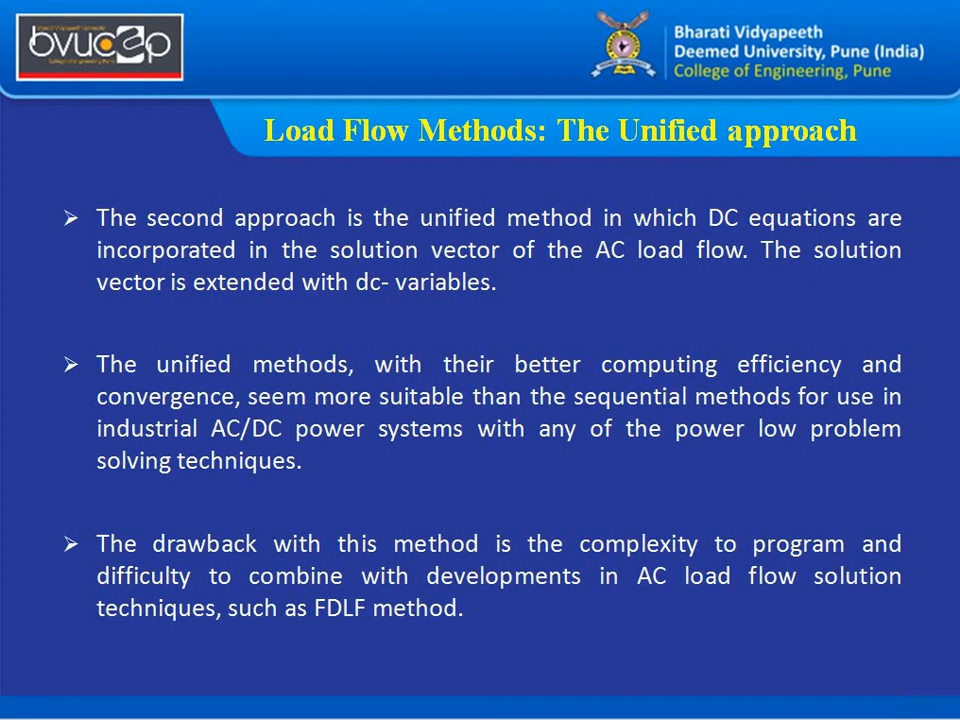 bvucoep
College of Engineering, Pune
Bharati Vidyapeeth
Deemed University, Pune (India)
College of Engineering, Pune
Load Flow Methods: The Unified approach
➢ The second approach is the unified method in which DC equations are
incorporated in the solution vector of the AC load flow. The solution
vector is extended with dc- variables.
➢ The unified methods, with their better computing efficiency and
convergence, seem more suitable than the sequential methods for use in
industrial AC/DC power systems with any of the power low problem
solving techniques.
➢ The drawback with this method is the complexity to program and
difficulty to combine with developments in AC load flow solution
techniques, such as FDLF method.